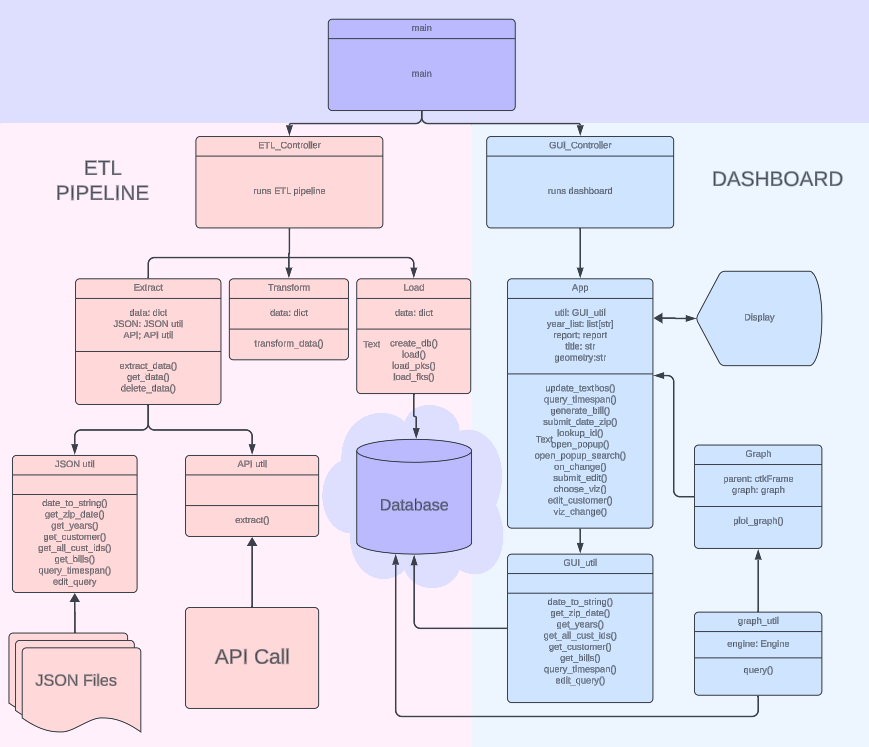 main
main
ETL_Controller
runs ETL pipeline
GUI_Controller
runs dashboard
ETL
PIPELINE
DASHBOARD
Extract
data: dict
JSON: JSON util
API; API util
extract_data()
get_data()
delete_data()
Transform
data: dict
transform_data()
Load
data: dict
Text
create_db()
load()
load_pks()
load_fks()
App
util: GUI_util
year_list: list[str]
report; report
title: str
geometry:str
update_textbos()
query_timespan()
generate_bill()
submit_date_zip()
lookup_id()
Text
open_popup()
open_popup_search()
on_change()
submit_edit()
choose_viz()
edit_customer()
viz_change()
Display
JSON util
date_to_string()
get_zip_date()
get_years()
get_customer()
get_all_cust_ids()
get_bills()
query_timespan()
edit_query
API util
extract()
Database
Graph
parent: ctkFrame
graph: graph
plot_graph()
GUI_util
date_to_string()
get_zip_date()
get_years()
get_all_cust_ids()
get_customer()
get_bills()
query_timespan()
edit_query()
graph_util
engine: Engine
query()
JSON Files
API Call